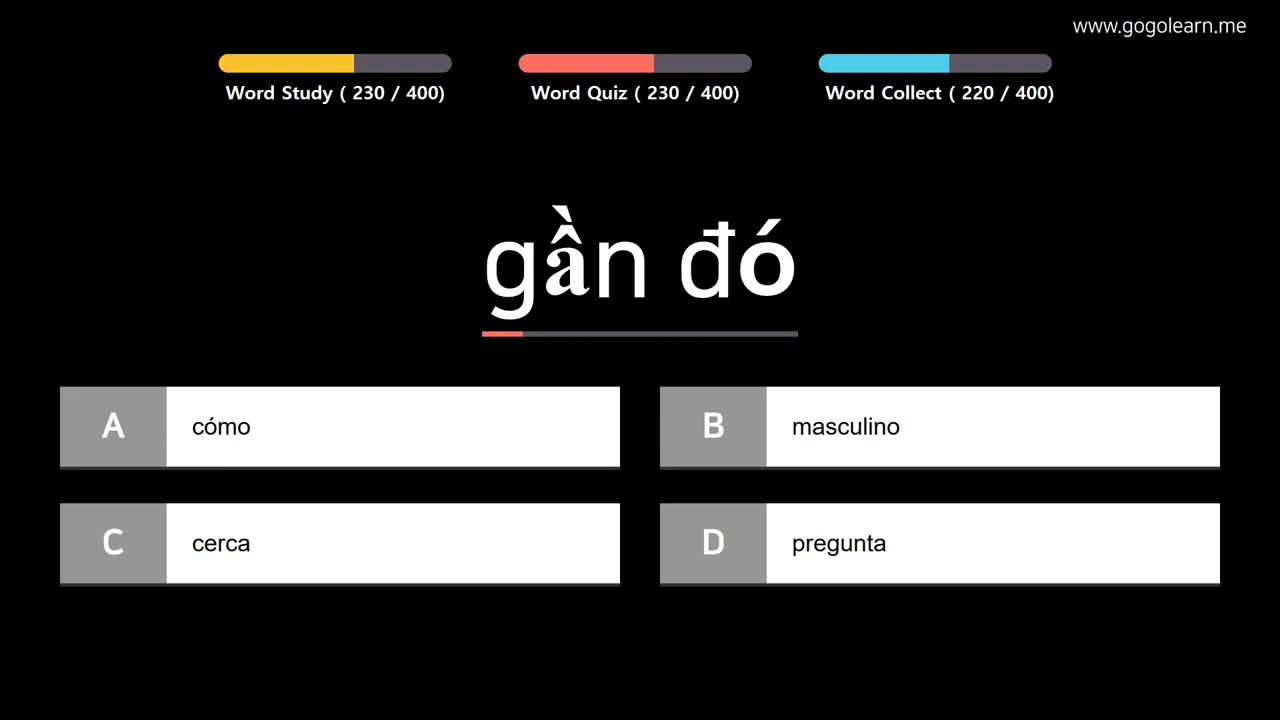 www.gogolearn.me
Word Study ( 230 / 400)
Word Quiz ( 230 / 400)
Word Collect ( 220 / 400)
gần đó
A
cómo
B
masculino
C
cerca
D
pregunta